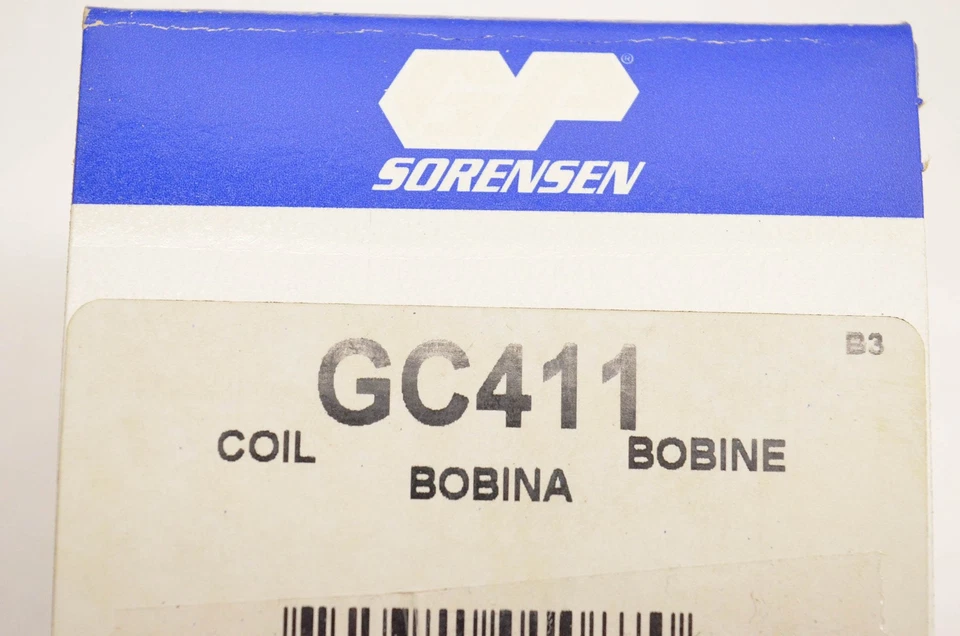 ®
SORENSEN
B3
GC411
COIL
BOBINE
BOBINA